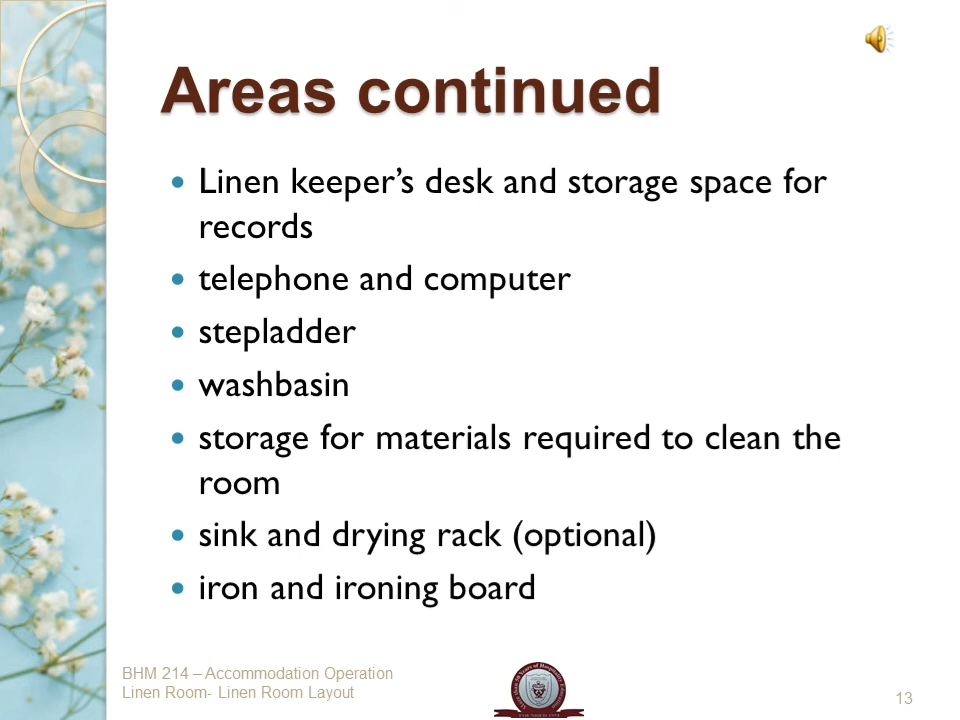 Areas continued
Linen keeper’s desk and storage space for
records
telephone and computer
stepladder
washbasin
storage for materials required to clean the
room
sink and drying rack (optional)
iron and ironing board
BHM 214 – Accommodation Operation
Linen Room- Linen Room Layout
13